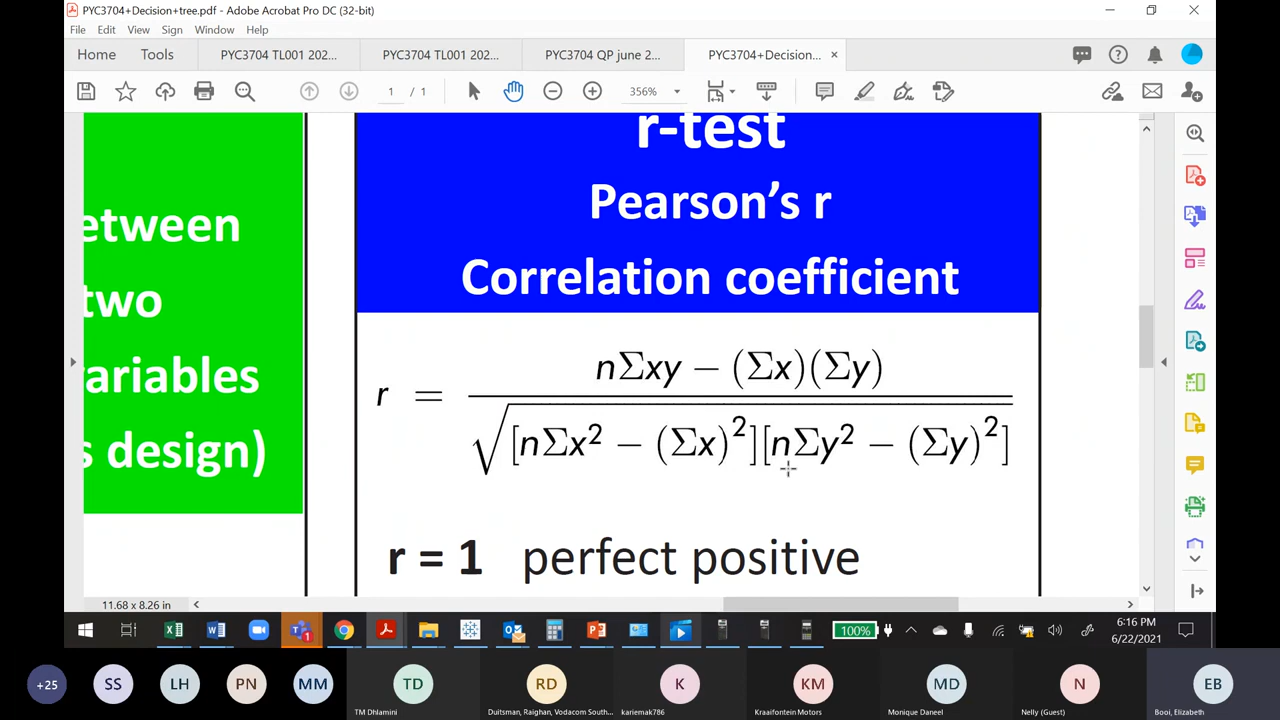 PYC3704+Decision+tree.pdf - Adobe Acrobat Pro DC (32-bit)
File Edit View Sign Window Help
Home Tools PYC3704 TL001 202... PYC3704 TL001 202... PYC3704 QP june 2... PYC3704+Decision... ×
1 / 1 356%
r-test
Pearson's r
Correlation coefficient
etween
two
ariables
s design)
r = nΣxy − (Σx)(Σy)
√[nΣx² − (Σx)²][nΣy² − (Σy)²]
r = 1 perfect positive
11.68 x 8.26 in
1
100%
6:16 PM
6/22/2021
+25 SS LH PN MM TD RD K KM MD N EB
TM Dhlamini Duitsman, Raighan, Vodacom South... kariemak786 Kraaifontein Motors Monique Daneel Nelly (Guest) Booi, Elizabeth